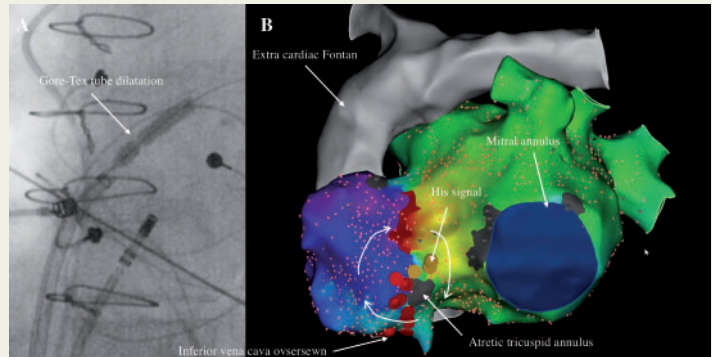 A
B
Extra cardiac Fontan
Gore-Tex tube dilatation
Mitral annulus
His signal
Atretic tricuspid annulus
Inferior vena cava ovsersewn